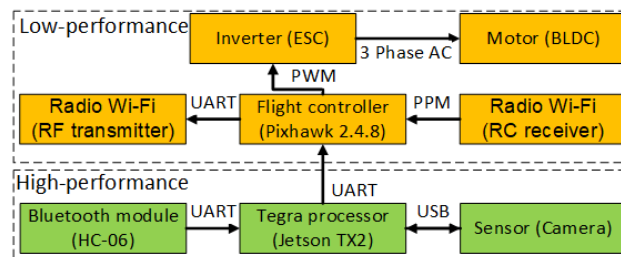 Low-performance
Inverter (ESC)
3 Phase AC
Motor (BLDC)
PWM
Radio Wi-Fi
(RF transmitter)
UART
Flight controller
(Pixhawk 2.4.8)
PPM
Radio Wi-Fi
(RC receiver)
High-performance
UART
Bluetooth module
(HC-06)
UART
Tegra processor
(Jetson TX2)
USB
Sensor (Camera)